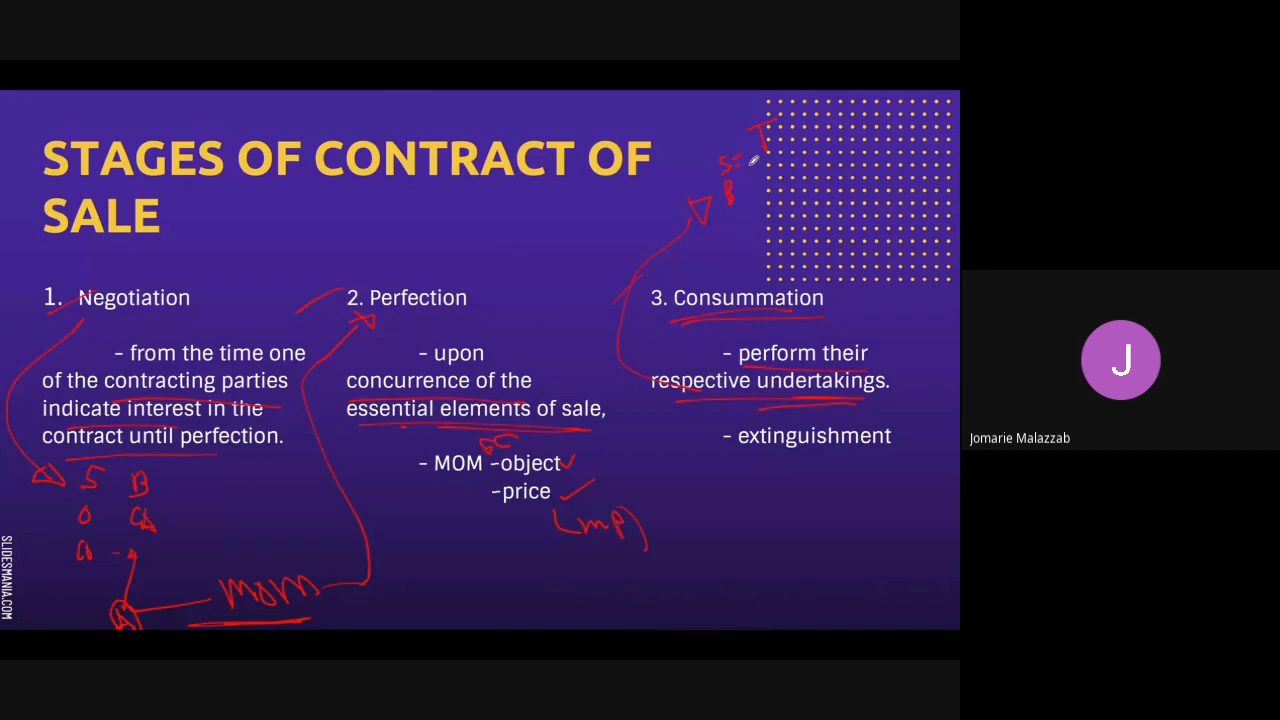 STAGES OF CONTRACT OF
SALE
T
S =
B
1. Negotiation
- from the time one
of the contracting parties
indicate interest in the
contract until perfection.
S B
O
A
MOM
2. Perfection
- upon
concurrence of the
essential elements of sale,
- MOM -object
-price
(MP)
3. Consummation
- perform their
respective undertakings.
- extinguishment
SLIDESMANIA.COM
J
Jomarie Malazzab